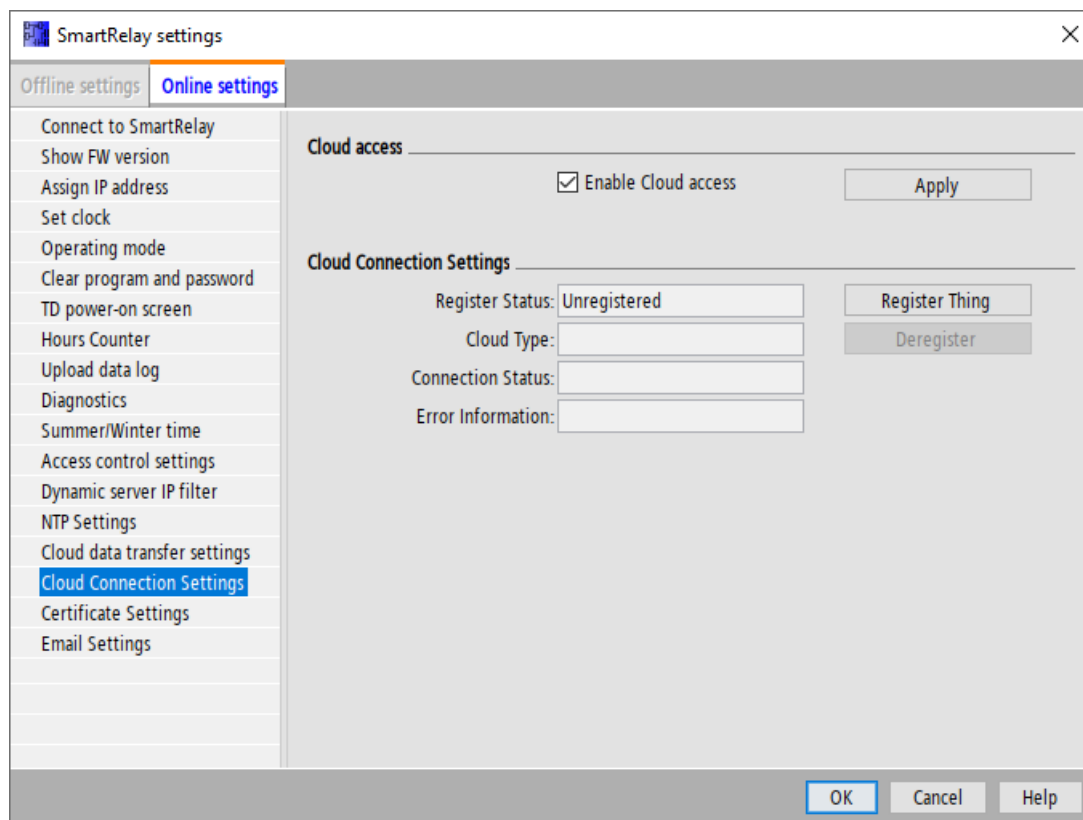 SmartRelay settings
Offline settings
Online settings
Connect to SmartRelay
Show FW version
Assign IP address
Set clock
Operating mode
Clear program and password
TD power-on screen
Hours Counter
Upload data log
Diagnostics
Summer/Winter time
Access control settings
Dynamic server IP filter
NTP Settings
Cloud data transfer settings
Cloud Connection Settings
Certificate Settings
Email Settings
Cloud access
Enable Cloud access
Apply
Cloud Connection Settings
Register Status: Unregistered
Register Thing
Cloud Type:
Deregister
Connection Status:
Error Information:
OK
Cancel
Help